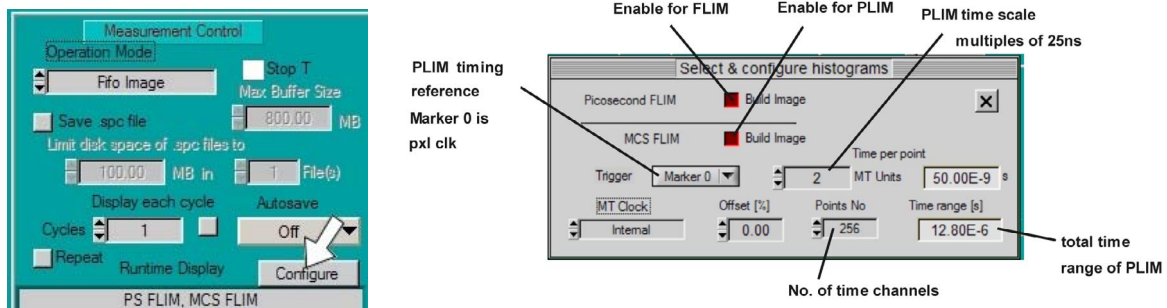 Measurement Control
Operation Mode
Fifo Image
Stop T
Max Buffer Size
800.00 MB
Save .spc file
Limit disk space of .spc files to
100.00 MB in 1 File(s)
Display each cycle
Autosave
Cycles 1
Off
Repeat
Runtime Display
Configure
PS FLIM, MCS FLIM
Enable for FLIM
Enable for PLIM
PLIM time scale
multiples of 25ns
PLIM timing
reference
Marker 0 is
pxl clk
Select & configure histograms
Picosecond FLIM Build Image
X
MCS FLIM Build Image
Time per point
Trigger Marker 0 2 MT Units 50.00E-9 s
MT Clock Offset [%] Points No Time range [s]
Internal 0.00 256 12.80E-6
total time
range of PLIM
No. of time channels